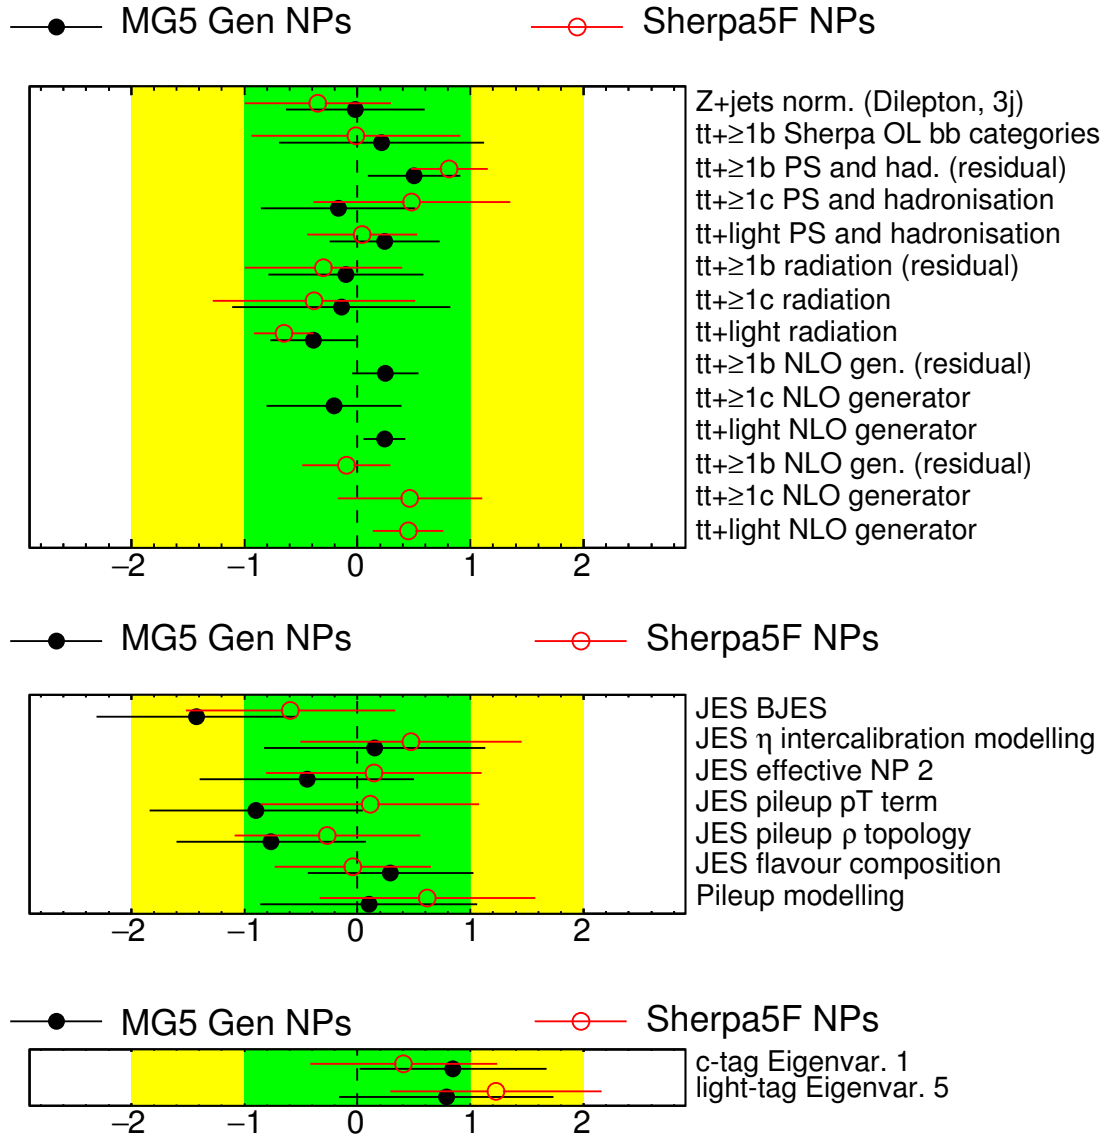 MG5 Gen NPs Sherpa5F NPs
Z+jets norm. (Dilepton, 3j)
tt+≥1b Sherpa OL bb categories
tt+≥1b PS and had. (residual)
tt+≥1c PS and hadronisation
tt+light PS and hadronisation
tt+≥1b radiation (residual)
tt+≥1c radiation
tt+light radiation
tt+≥1b NLO gen. (residual)
tt+≥1c NLO generator
tt+light NLO generator
tt+≥1b NLO gen. (residual)
tt+≥1c NLO generator
tt+light NLO generator
−2 −1 0 1 2
MG5 Gen NPs Sherpa5F NPs
JES BJES
JES η intercalibration modelling
JES effective NP 2
JES pileup pT term
JES pileup ρ topology
JES flavour composition
Pileup modelling
−2 −1 0 1 2
MG5 Gen NPs Sherpa5F NPs
c-tag Eigenvar. 1
light-tag Eigenvar. 5
−2 −1 0 1 2